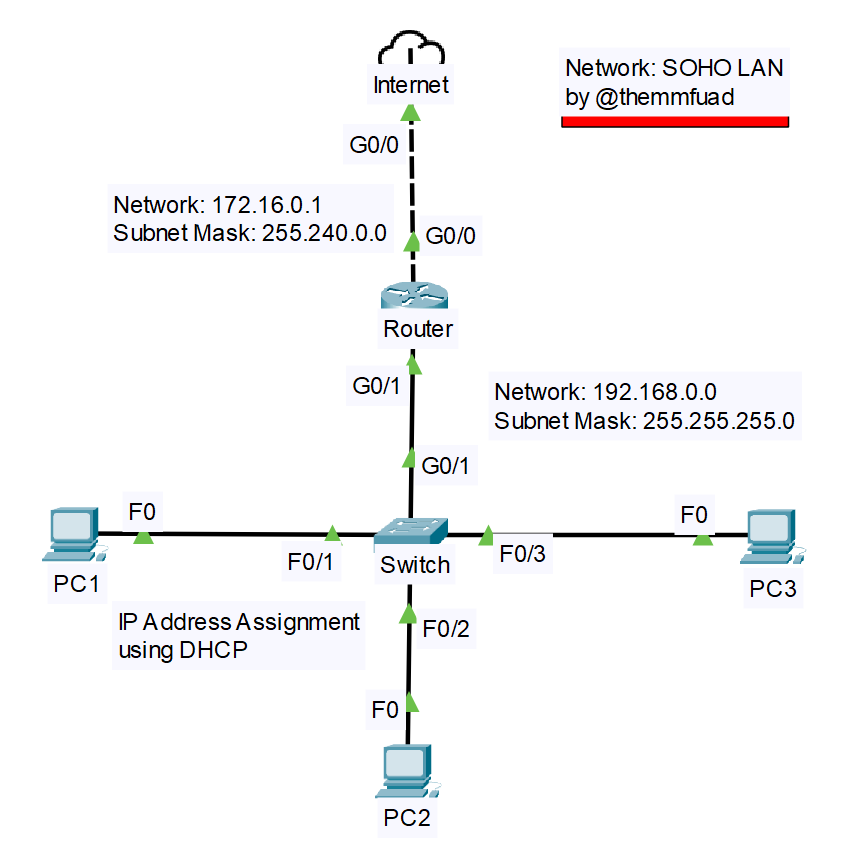 Internet
Network: SOHO LAN
by @themmfuad
G0/0
Network: 172.16.0.1
Subnet Mask: 255.240.0.0
G0/0
Router
G0/1
Network: 192.168.0.0
Subnet Mask: 255.255.255.0
G0/1
F0
F0/1
Switch
F0/3
F0
PC1
PC3
IP Address Assignment
using DHCP
F0/2
F0
PC2